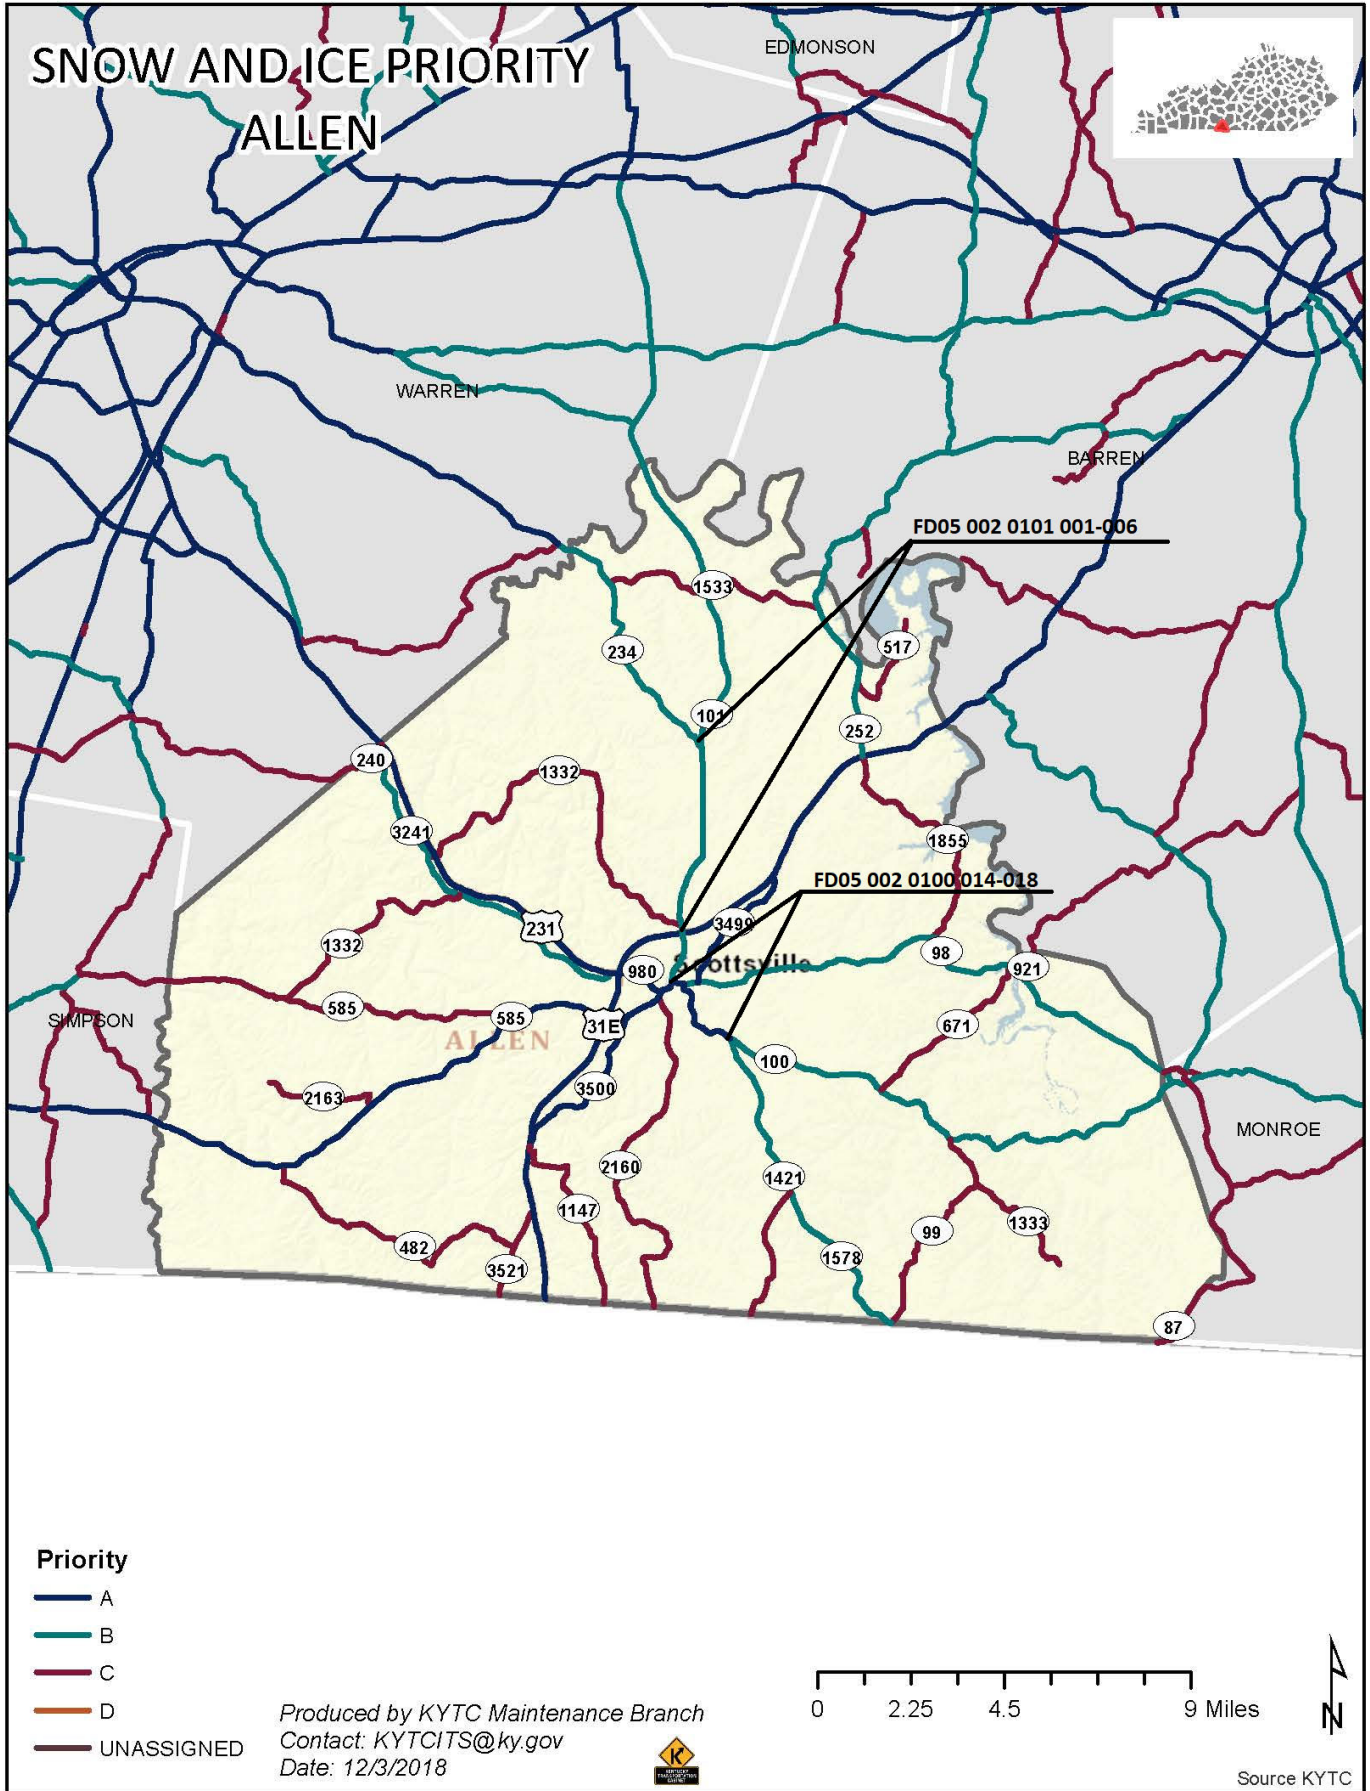 SNOW AND ICE PRIORITY
ALLEN
EDMONSON
WARREN
BARREN
FD05 002 0101 001-006
1533
234
517
101
252
240
1332
3241
1855
FD05 002 0100 014-018
231
3499
1332
98
980
Scottsville
921
585
585
SIMPSON
31E
671
ALLEN
100
3500
2163
MONROE
2160
1421
1147
99
1333
482
1578
3521
87
Priority
A
B
C
D
UNASSIGNED
Produced by KYTC Maintenance Branch
Contact: KYTCITS@ky.gov
Date: 12/3/2018
KENTUCKY
TRANSPORTATION
CABINET
0 2.25 4.5 9 Miles
N
Source KYTC